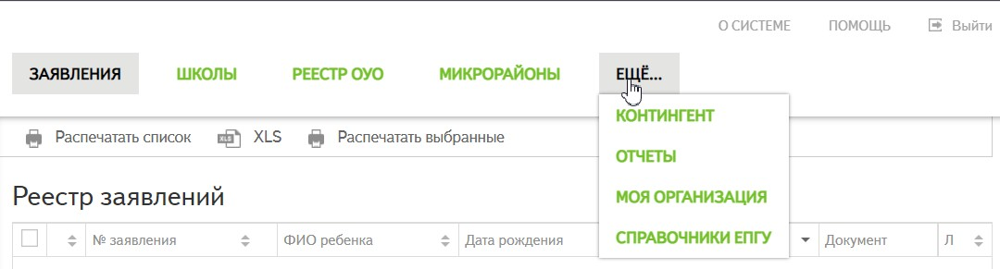 О СИСТЕМЕ ПОМОЩЬ Выйти
ЗАЯВЛЕНИЯ ШКОЛЫ РЕЕСТР ОУО МИКРОРАЙОНЫ ЕЩЁ...
КОНТИНГЕНТ
ОТЧЕТЫ
МОЯ ОРГАНИЗАЦИЯ
СПРАВОЧНИКИ ЕПГУ
Распечатать список XLS XLS Распечатать выбранные
Реестр заявлений
№ заявления ФИО ребенка Дата рождения Документ Л